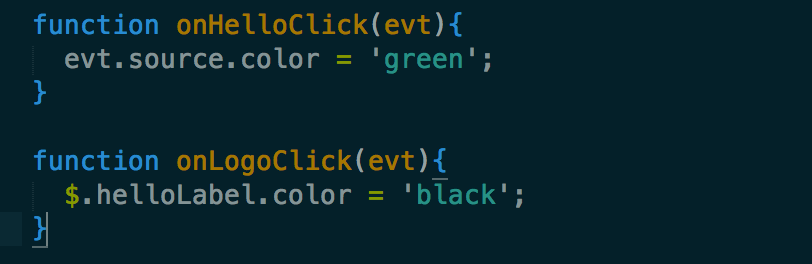 function onHelloClick(evt){
  evt.source.color = 'green';
}

function onLogoClick(evt){
  $.helloLabel.color = 'black';
}